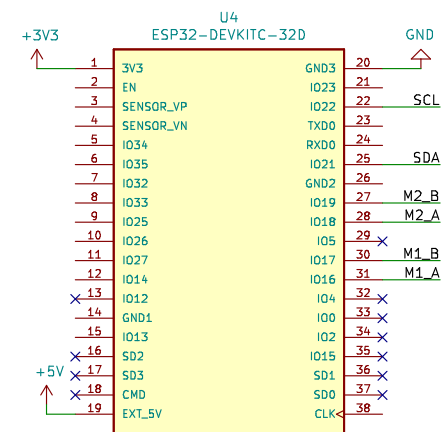 U4
ESP32-DEVKITC-32D
+3V3 GND
1 3V3 GND3 20
2 EN IO23 21
3 SENSOR_VP IO22 22 SCL
4 SENSOR_VN TXD0 23
5 IO34 RXD0 24
6 IO35 IO21 25 SDA
7 IO32 GND2 26
8 IO33 IO19 27 M2_B
9 IO25 IO18 28 M2_A
10 IO26 IO5 29
11 IO27 IO17 30 M1_B
12 IO14 IO16 31 M1_A
13 IO12 IO4 32
14 GND1 IO0 33
15 IO13 IO2 34
16 SD2 IO15 35
+5V
17 SD3 SD1 36
18 CMD SD0 37
19 EXT_5V CLK 38